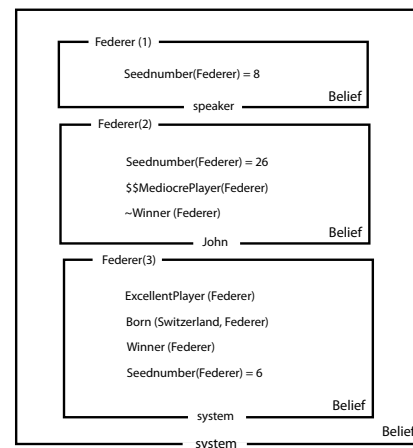 Federer (1)
Seednumber(Federer) = 8
Belief
speaker
Federer(2)
Seednumber(Federer) = 26
$$MediocrePlayer(Federer)
~Winner (Federer)
Belief
John
Federer(3)
ExcellentPlayer (Federer)
Born (Switzerland, Federer)
Winner (Federer)
Seednumber(Federer) = 6
Belief
system
Belief
system